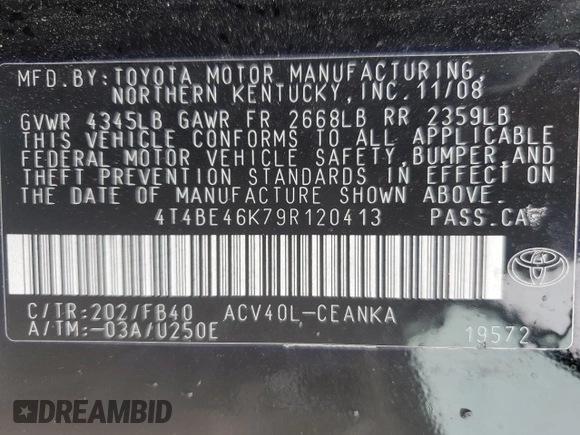 MFD.BY: TOYOTA MOTOR MANUFACTURING,
NORTHERN KENTUCKY, INC. 11/08
GVWR 4345LB GAWR FR 2668LB RR 2359LB
THIS VEHICLE CONFORMS TO ALL APPLICABLE
FEDERAL MOTOR VEHICLE SAFETY, BUMPER, AND
THEFT PREVENTION STANDARDS IN EFFECT ON
THE DATE OF MANUFACTURE SHOWN ABOVE.
4T4BE46K79R120413 PASS.CAR
TOYOTA
C/TR:202/FB40 ACV40L-CEANKA
A/TM:-03A/U250E 19572
DREAMBID